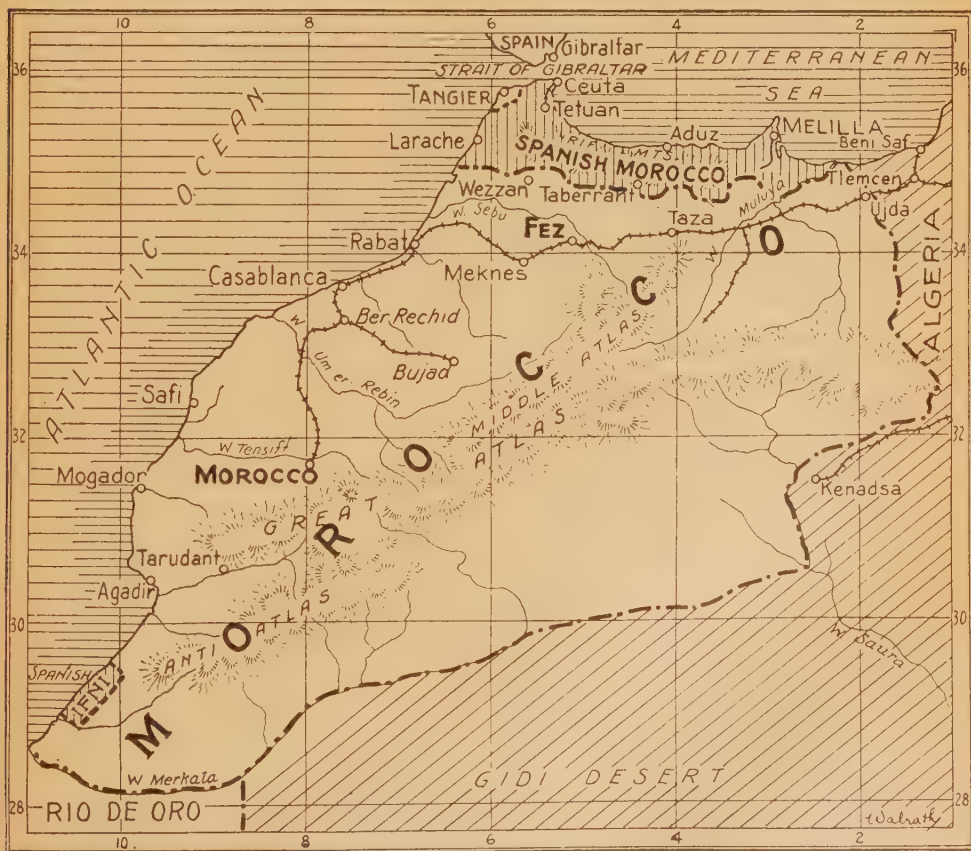 10 8 6 4 2
SPAIN Gibraltar
36 STRAIT OF GIBRALTAR MEDITERRANEAN 36
SEA
Ceuta
TANGIER
Tetuan
Larache
Aduz MELILLA
Beni Saf
SPANISH MOROCCO
Tlemcen
Wezzan Taberrant
Muluya
Ujda
W. Sebu
FEZ Taza
W.
Rabat
34 34
Meknes
Casablanca
Ber Rechid
Bujad
W.
Um er Rebin
ATLANTIC OCEAN
ALGERIA
Safi
MIDDLE ATLAS
32 32
W Tensift
MOROCCO
Mogador
Kenadsa
GREAT ATLAS
Tarudant
Agadir
30 30
ANTI ATLAS
W Saura
SPANISH
IFNI
MOROCCO
W Merkala
GIDI DESERT
28 28
RIO DE ORO
Walrath
10 8 6 4 2